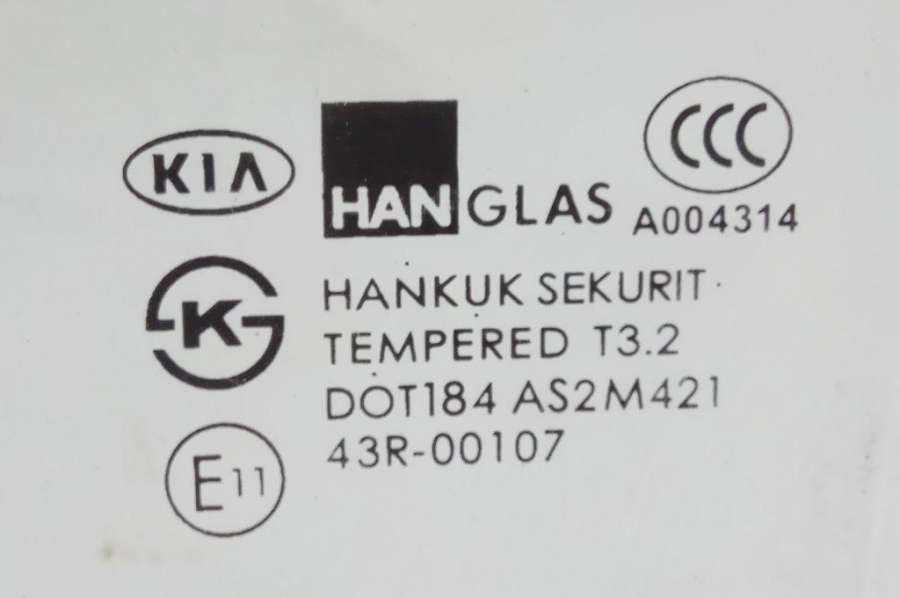 KIA
HANGLAS
CCC
A004314
K
HANKUK SEKURIT
TEMPERED T3.2
DOT184 AS2M421
43R-00107
E11